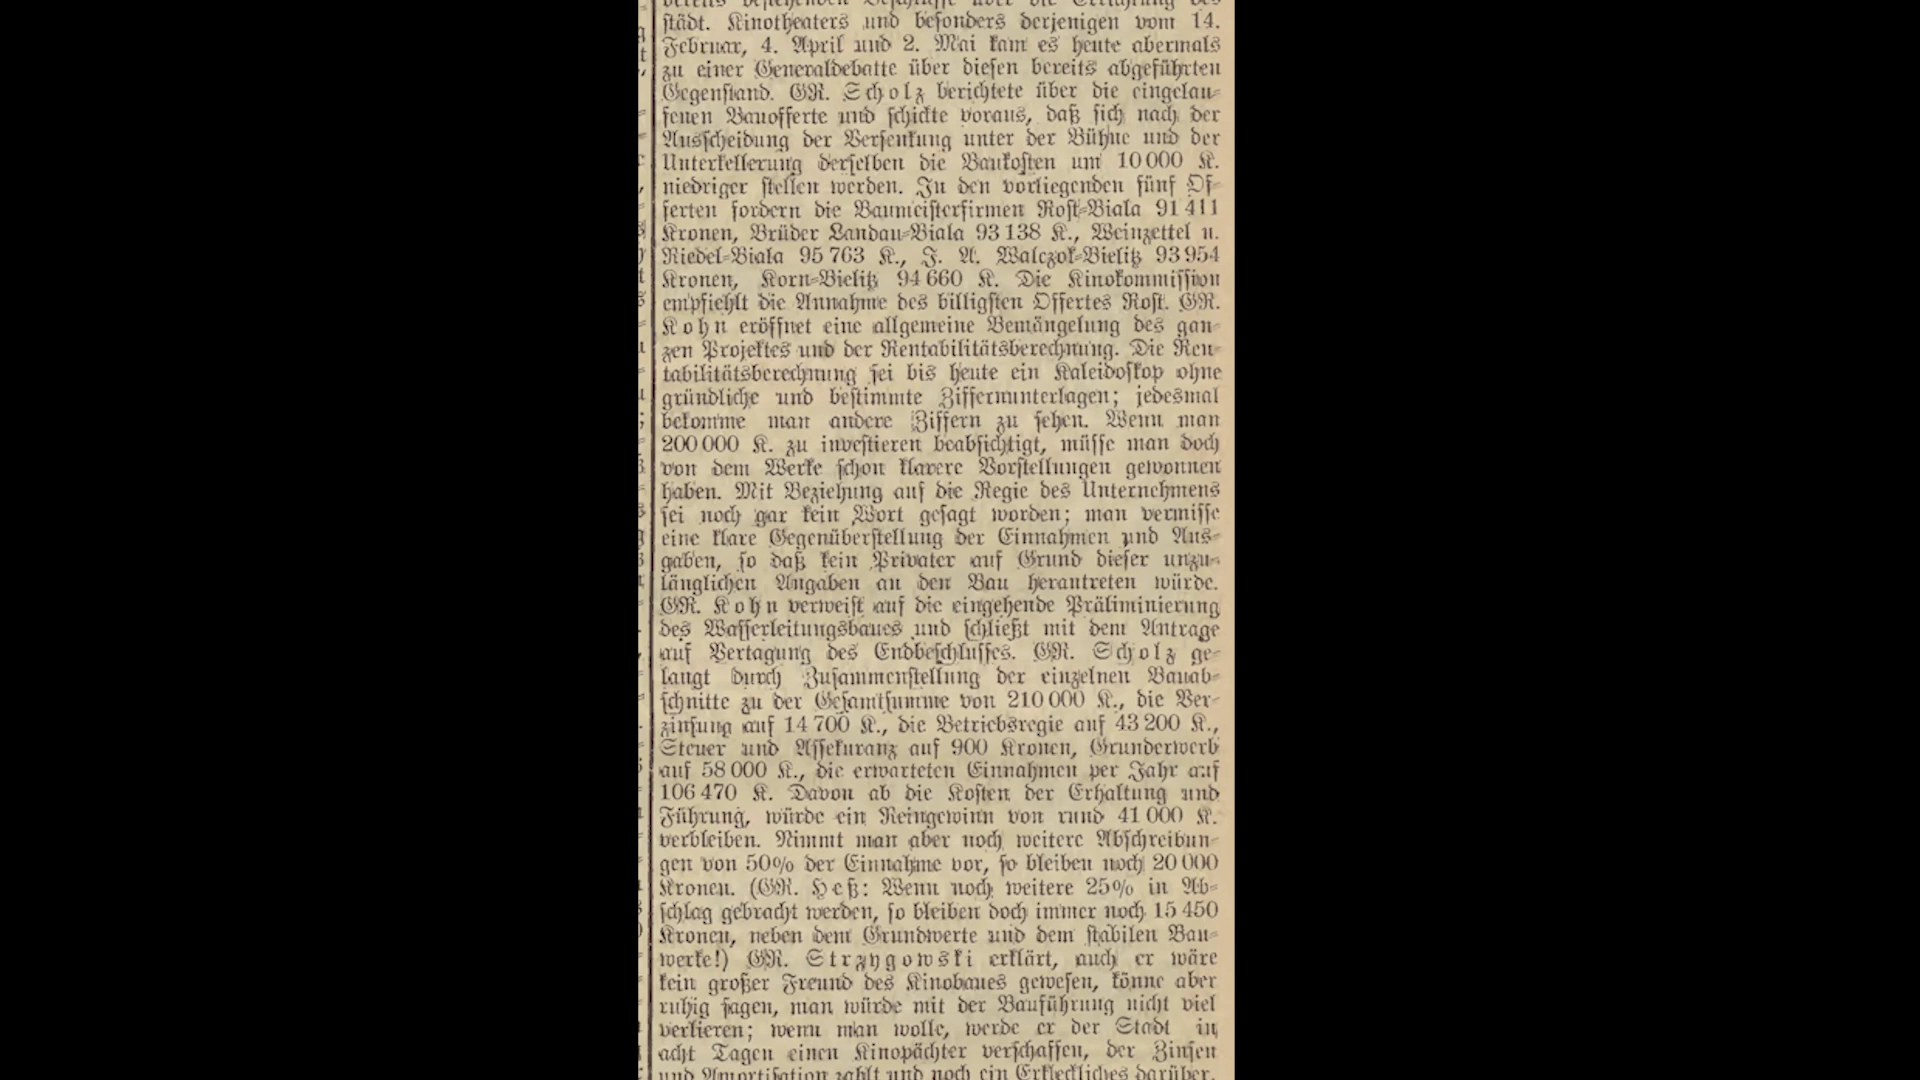 bereits bestehenden Beschlüsse über die Errichtung des
städt. Kinotheaters und besonders derjenigen vom 14.
Februar, 4. April und 2. Mai kam es heute abermals
zu einer Generaldebatte über diesen bereits abgeführten
Gegenstand. GR. Scholz berichtete über die eingelau-
fenen Bauofferte und schickte voraus, daß sich nach der
Ausscheidung der Versenkung unter der Bühne und der
Unterkellerung derselben die Baukosten um 10 000 K.
niedriger stellen werden. In den vorliegenden fünf Of-
ferten fordern die Baumeisterfirmen Rost-Biala 91 411
Kronen, Brüder Landau-Biala 93 138 K., Weinzettel u.
Riedel-Biala 95 763 K., J. A. Walczok-Bielitz 93 954
Kronen, Korn-Bielitz 94 660 K. Die Kinokommission
empfiehlt die Annahme des billigsten Offertes Rost. GR.
Kohn eröffnet eine allgemeine Bemängelung des gan-
zen Projektes und der Rentabilitätsberechnung. Die Ren-
tabilitätsberechnung sei bis heute ein Kaleidoskop ohne
gründliche und bestimmte Ziffernunterlagen; jedesmal
bekomme man andere Ziffern zu sehen. Wenn man
200 000 K. zu investieren beabsichtigt, müsse man doch
von dem Werke schon klarere Vorstellungen gewonnen
haben. Mit Beziehung auf die Regie des Unternehmens
sei noch gar kein Wort gesagt worden; man vermisse
eine klare Gegenüberstellung der Einnahmen und Aus-
gaben, so daß kein Privater auf Grund dieser unzu-
länglichen Angaben an den Bau herantreten würde.
GR. Kohn verweist auf die eingehende Präliminierung
des Wasserleitungsbaues und schließt mit dem Antrage
auf Vertagung des Endbeschlusses. GR. Scholz ge-
langt durch Zusammenstellung der einzelnen Bauab-
schnitte zu der Gesamtsumme von 210 000 K., die Ver-
zinsung auf 14 700 K., die Betriebsregie auf 43 200 K.,
Steuer und Assekuranz auf 900 Kronen, Grunderwerb
auf 58 000 K., die erwarteten Einnahmen per Jahr auf
106 470 K. Davon ab die Kosten der Erhaltung und
Führung, würde ein Reingewinn von rund 41 000 K.
verbleiben. Nimmt man aber noch weitere Abschreibun-
gen von 50% der Einnahme vor, so bleiben noch 20 000
Kronen. (GR. Heß: Wenn noch weitere 25% in Ab-
schlag gebracht werden, so bleiben doch immer noch 15 450
Kronen, neben dem Grundwerte und dem stabilen Bau-
werke!) GR. Strzygowski erklärt, auch er wäre
kein großer Freund des Kinobaues gewesen, könne aber
ruhig sagen, man würde mit der Bauführung nicht viel
verlieren; wenn man wolle, werde er der Stadt in
acht Tagen einen Kinopächter verschaffen, der Zinsen
und Amortisation zahlt und noch ein Erkleckliches darüber.